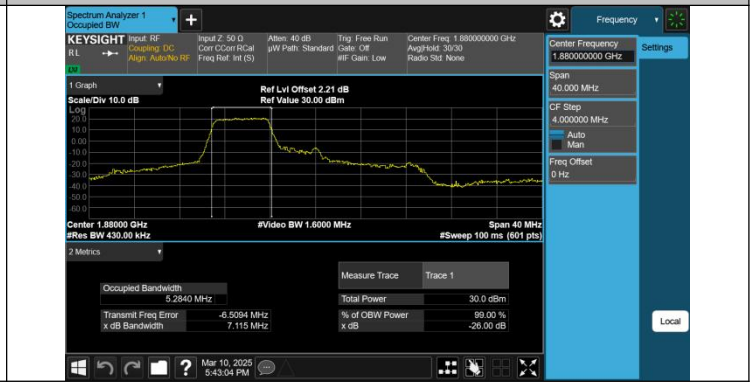 Spectrum Analyzer 1
Occupied BW
Frequency
KEYSIGHT
RL
Input: RF
Coupling: DC
Align: Auto/No RF
Input Z: 50 Ω
Corr CCorr RCal
Freq Ref: Int (S)
Atten: 40 dB
µW Path: Standard
Trig: Free Run
Gate: Off
#IF Gain: Low
Center Freq: 1.880000000 GHz
Avg|Hold: 30/30
Radio Std: None
1 Graph
Scale/Div 10.0 dB
Ref Lvl Offset 2.21 dB
Ref Value 30.00 dBm
Log
20.0
10.0
0.00
-10.0
-20.0
-30.0
-40.0
-50.0
-60.0
Center 1.88000 GHz
#Res BW 430.00 kHz
#Video BW 1.6000 MHz
Span 40 MHz
#Sweep 100 ms (601 pts)
2 Metrics
Measure Trace
Trace 1
Occupied Bandwidth
5.2840 MHz
Total Power
30.0 dBm
Transmit Freq Error
-6.5094 MHz
% of OBW Power
99.00 %
x dB Bandwidth
7.115 MHz
x dB
-26.00 dB
Center Frequency
1.880000000 GHz
Settings
Span
40.000 MHz
CF Step
4.000000 MHz
Auto
Man
Freq Offset
0 Hz
Local
?
Mar 10, 2025
5:43:04 PM